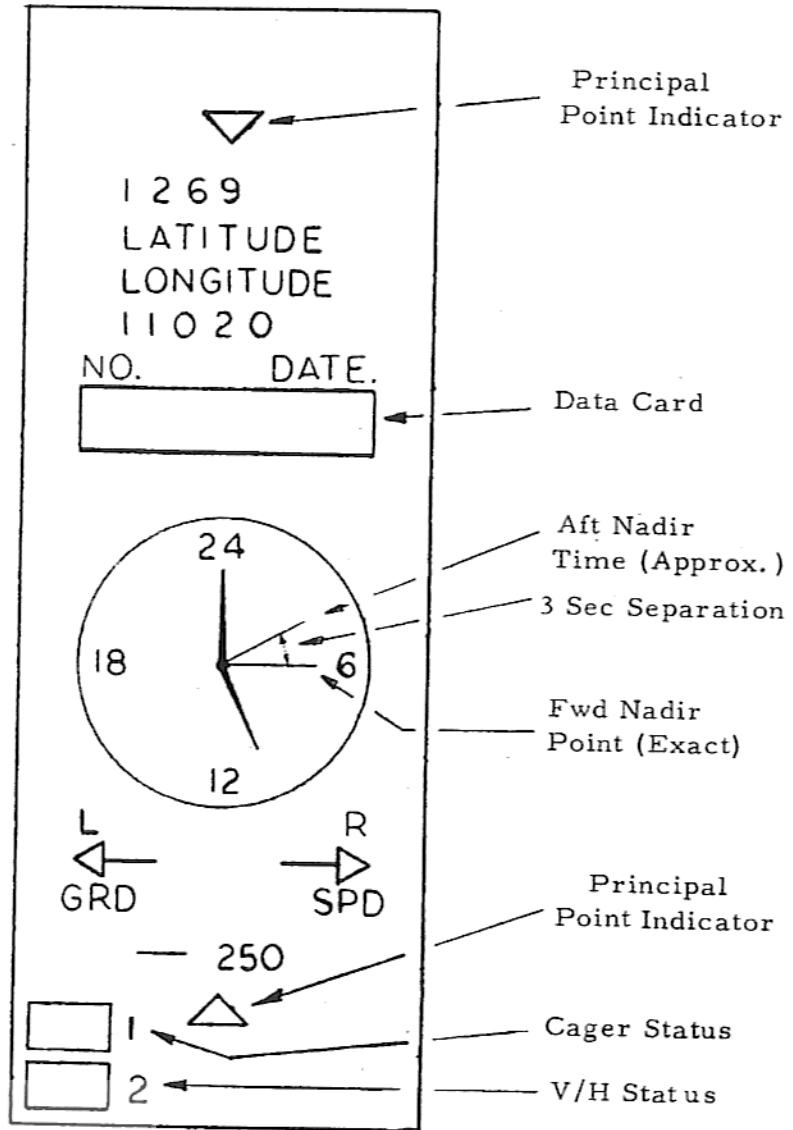 Principal
Point Indicator
1269
LATITUDE
LONGITUDE
11020
NO. DATE.
Data Card
24
18
6
12
Aft Nadir
Time (Approx.)
3 Sec Separation
Fwd Nadir
Point (Exact)
L R
GRD SPD
— 250
Principal
Point Indicator
1
Cager Status
2
V/H Status